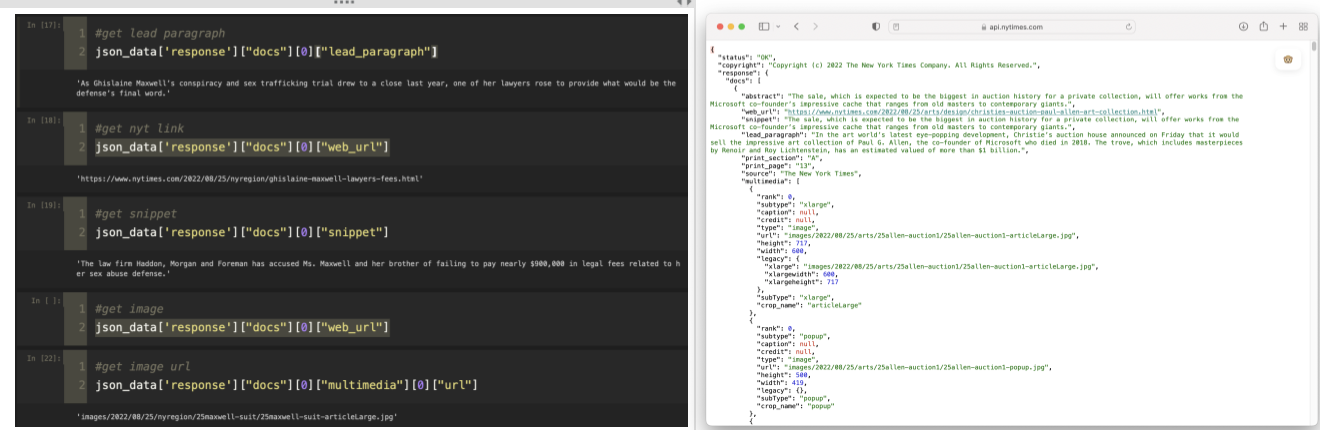 In [17]:
1 #get lead paragraph
2 json_data['response']["docs"][0]["lead_paragraph"]
'As Ghislaine Maxwell's conspiracy and sex trafficking trial drew to a close last year, one of her lawyers rose to provide what would be the
defense's final word.'
In [18]:
1 #get nyt link
2 json_data['response']["docs"][0]["web_url"]
'https://www.nytimes.com/2022/08/25/nyregion/ghislaine-maxwell-lawyers-fees.html'
In [19]:
1 #get snippet
2 json_data['response']["docs"][0]["snippet"]
'The law firm Haddon, Morgan and Foreman has accused Ms. Maxwell and her brother of failing to pay nearly $900,000 in legal fees related to h
er sex abuse defense.'
In [ ]:
1 #get image
2 json_data['response']["docs"][0]["web_url"]
In [22]:
1 #get image url
2 json_data['response']["docs"][0]["multimedia"][0]["url"]
'images/2022/08/25/nyregion/25maxwell-suit/25maxwell-suit-articleLarge.jpg'
api.nytimes.com
{
"status": "OK",
"copyright": "Copyright (c) 2022 The New York Times Company. All Rights Reserved.",
"response": {
"docs": [
{
"abstract": "The sale, which is expected to be the biggest in auction history for a private collection, will offer works from the
Microsoft co-founder's impressive cache that ranges from old masters to contemporary giants.",
"web_url": "https://www.nytimes.com/2022/08/25/arts/design/christies-auction-paul-allen-art-collection.html",
"snippet": "The sale, which is expected to be the biggest in auction history for a private collection, will offer works from the
Microsoft co-founder's impressive cache that ranges from old masters to contemporary giants.",
"lead_paragraph": "In the art world's latest eye-popping development, Christie's auction house announced on Friday that it would
sell the impressive art collection of Paul G. Allen, the co-founder of Microsoft who died in 2018. The trove, which includes masterpieces
by Renoir and Roy Lichtenstein, has an estimated valued of more than $1 billion.",
"print_section": "A",
"print_page": "13",
"source": "The New York Times",
"multimedia": [
{
"rank": 0,
"subtype": "xlarge",
"caption": null,
"credit": null,
"type": "image",
"url": "images/2022/08/25/arts/25allen-auction1/25allen-auction1-articleLarge.jpg",
"height": 717,
"width": 600,
"legacy": {
"xlarge": "images/2022/08/25/arts/25allen-auction1/25allen-auction1-articleLarge.jpg",
"xlargewidth": 600,
"xlargeheight": 717
},
"subType": "xlarge",
"crop_name": "articleLarge"
},
{
"rank": 0,
"subtype": "popup",
"caption": null,
"credit": null,
"type": "image",
"url": "images/2022/08/25/arts/25allen-auction1/25allen-auction1-popup.jpg",
"height": 500,
"width": 419,
"legacy": {},
"subType": "popup",
"crop_name": "popup"
},
{